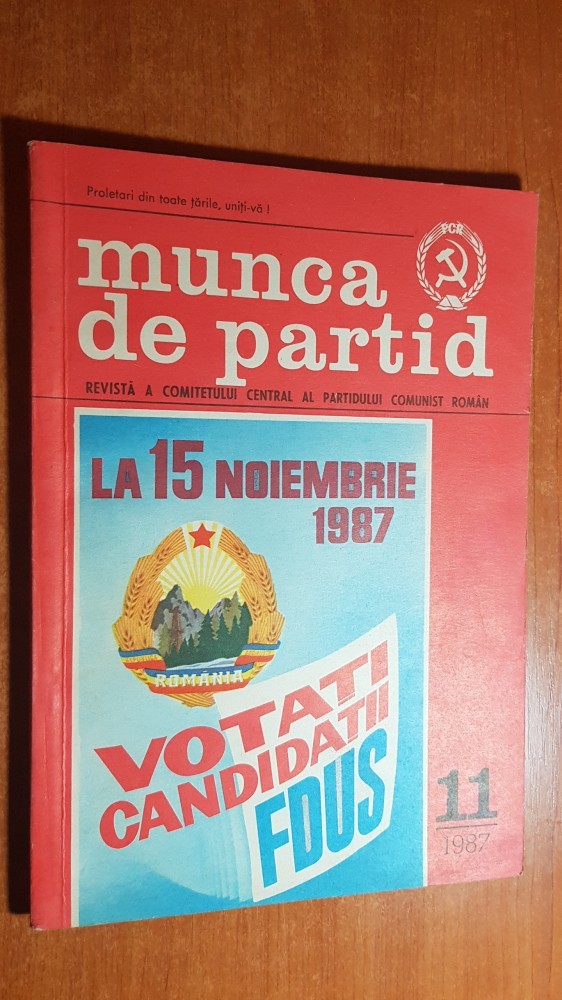 Proletari din toate țările, uniți-vă !
PCR
munca
de partid
REVISTĂ A COMITETULUI CENTRAL AL PARTIDULUI COMUNIST ROMÂN
LA 15 NOIEMBRIE
1987
ROMÂNIA
VOTAȚI
CANDIDAȚII
FDUS
11
1987